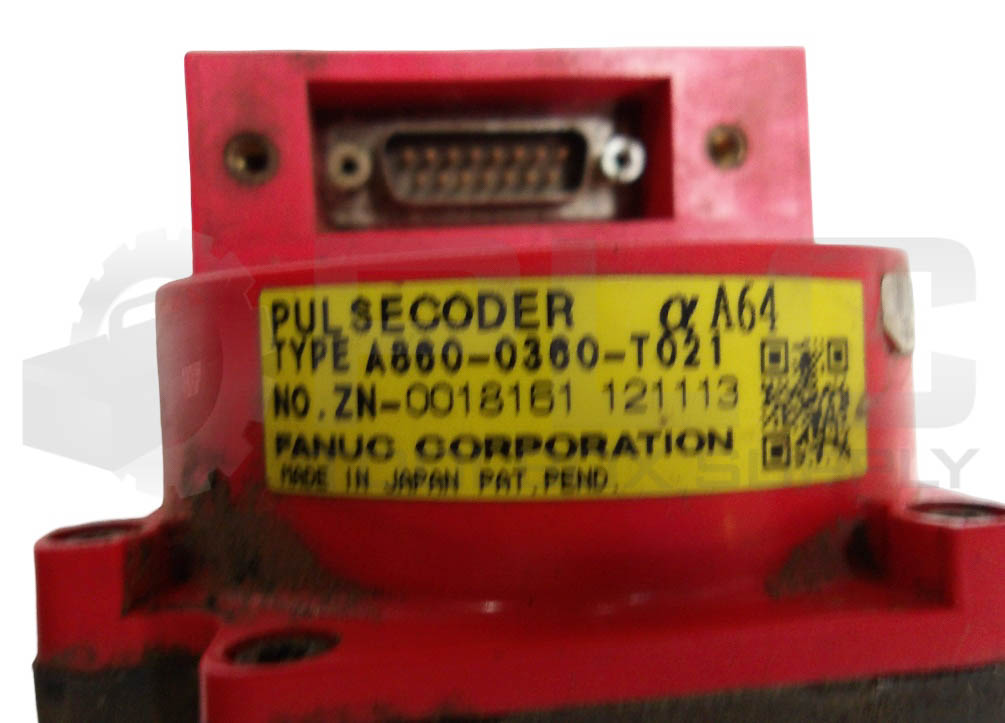 PULSECODER αA64
TYPE A860-0360-T021
NO.ZN-0018161 121113
FANUC CORPORATION
MADE IN JAPAN PAT.PEND.